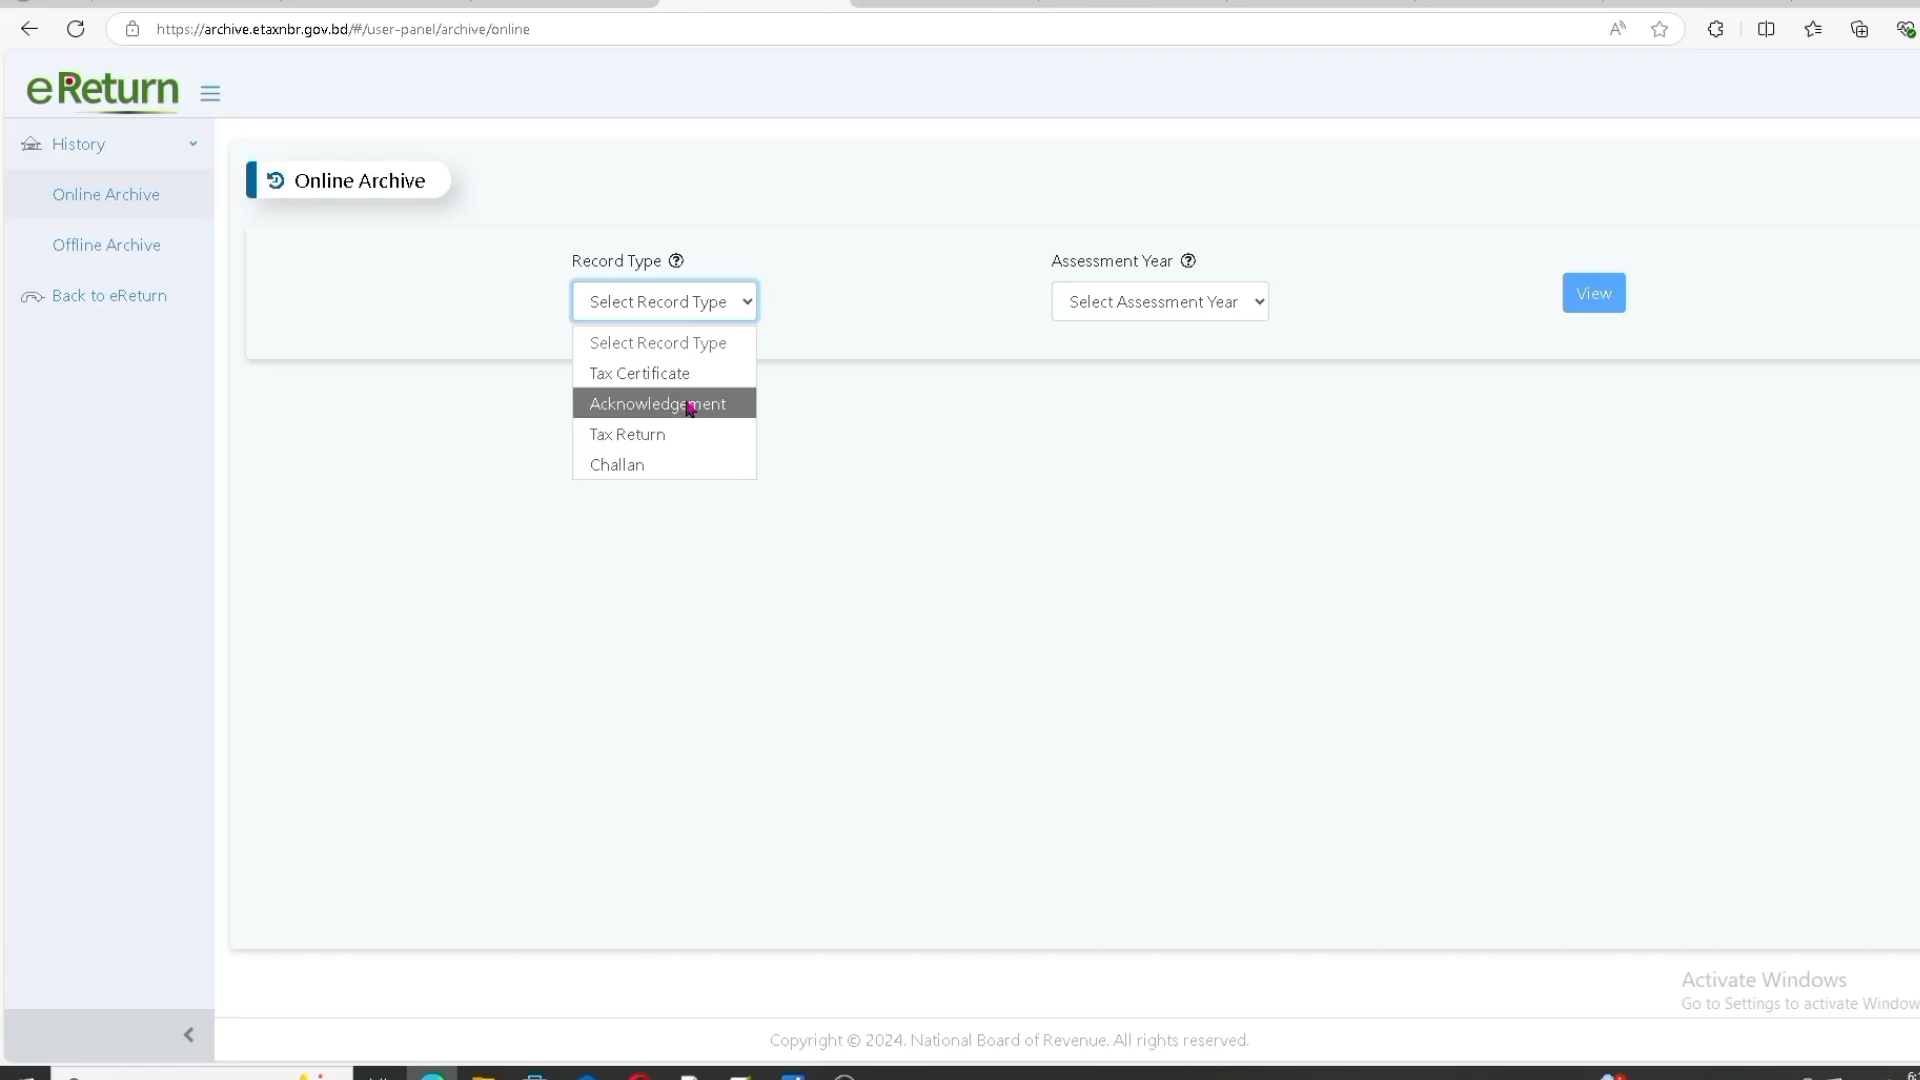 https://archive.etaxnbr.gov.bd/#/user-panel/archive/online
eReturn
History
Online Archive
Online Archive
Offline Archive
Record Type
Assessment Year
Back to eReturn
Select Record Type
Select Assessment Year
View
Select Record Type
Tax Certificate
Acknowledgement
Tax Return
Challan
Activate Windows
Go to Settings to activate Window
Copyright © 2024. National Board of Revenue. All rights reserved.